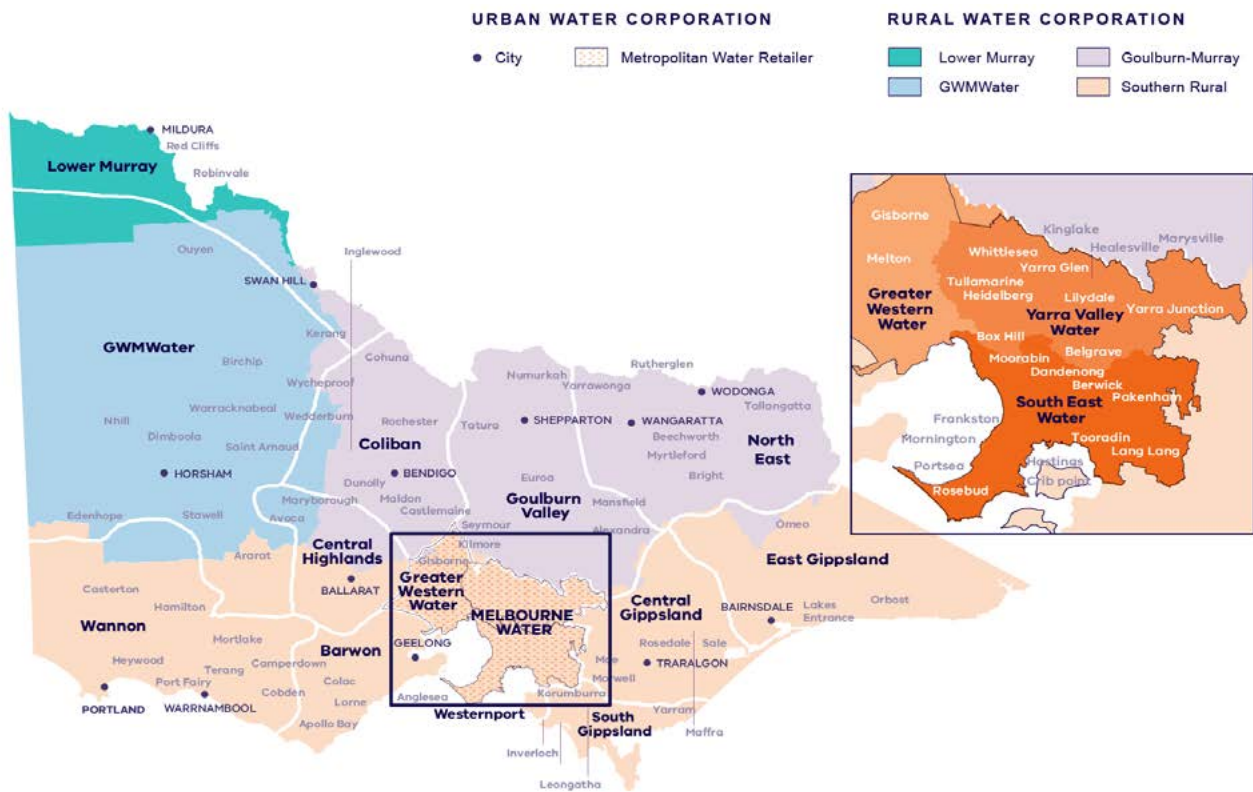 URBAN WATER CORPORATION
City
Metropolitan Water Retailer
RURAL WATER CORPORATION
Lower Murray
Goulburn-Murray
GWMWater
Southern Rural
MILDURA
Red Cliffs
Lower Murray
Robinvale
Ouyen
Inglewood
SWAN HILL
Kerang
GWMWater
Birchip
Cohuna
Rutherglen
Numurkah
Yarrawonga
Wycheproof
WODONGA
Tallangatta
Warracknabeal
Wedderburn
Nhill
Rochester
Tatura
SHEPPARTON
WANGARATTA
Dimboola
Saint Arnaud
Coliban
Beechworth
North
East
Myrtleford
HORSHAM
BENDIGO
Euroa
Bright
Dunolly
Maryborough
Maldon
Goulburn
Valley
Mansfield
Castlemaine
Edenhope
Stawell
Avoca
Seymour
Alexandra
Omeo
Kilmore
Ararat
Central
Highlands
Gisborne
East Gippsland
BALLARAT
Greater
Western
Water
Casterton
Hamilton
MELBOURNE
WATER
Central
Gippsland
BAIRNSDALE
Lakes
Entrance
Orbost
Wannon
Mortlake
Barwon
GEELONG
Rosedale
Sale
Heywood
Terang
Camperdown
Moe
TRARALGON
Port Fairy
Colac
Morwell
Cobden
Lorne
Anglesea
Korumburra
PORTLAND
WARRNAMBOOL
Westernport
South
Gippsland
Yarram
Apollo Bay
Maffra
Inverloch
Leongatha
Gisborne
Kinglake
Marysville
Healesville
Whittlesea
Melton
Yarra Glen
Tullamarine
Heidelberg
Lilydale
Greater
Western
Water
Yarra Valley
Water
Yarra Junction
Box Hill
Moorabin
Belgrave
Dandenong
Berwick
Pakenham
South East
Water
Frankston
Mornington
Tooradin
Lang Lang
Portsea
Hastings
Crib point
Rosebud